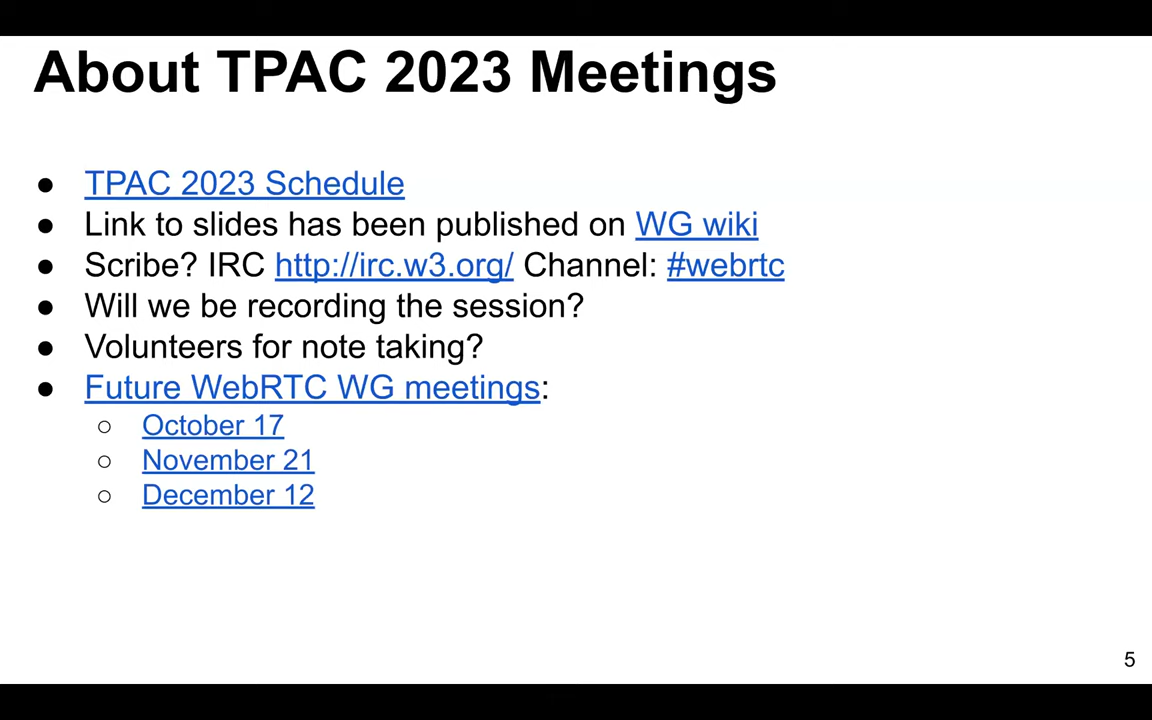 About TPAC 2023 Meetings
● TPAC 2023 Schedule
● Link to slides has been published on WG wiki
● Scribe? IRC http://irc.w3.org/ Channel: #webrtc
● Will we be recording the session?
● Volunteers for note taking?
● Future WebRTC WG meetings:
○ October 17
○ November 21
○ December 12
5